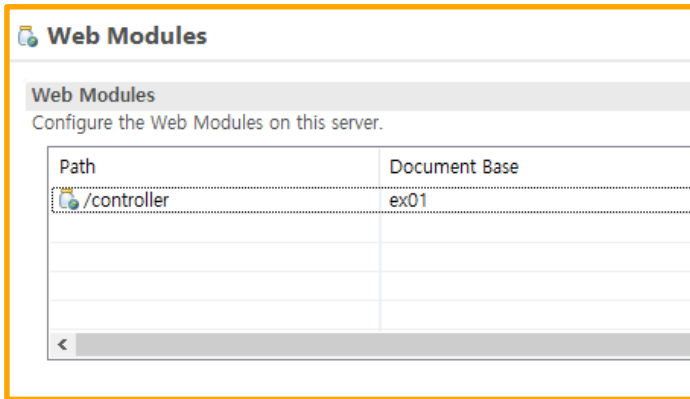 Web Modules
Web Modules
Configure the Web Modules on this server.
Path Document Base
/controller ex01